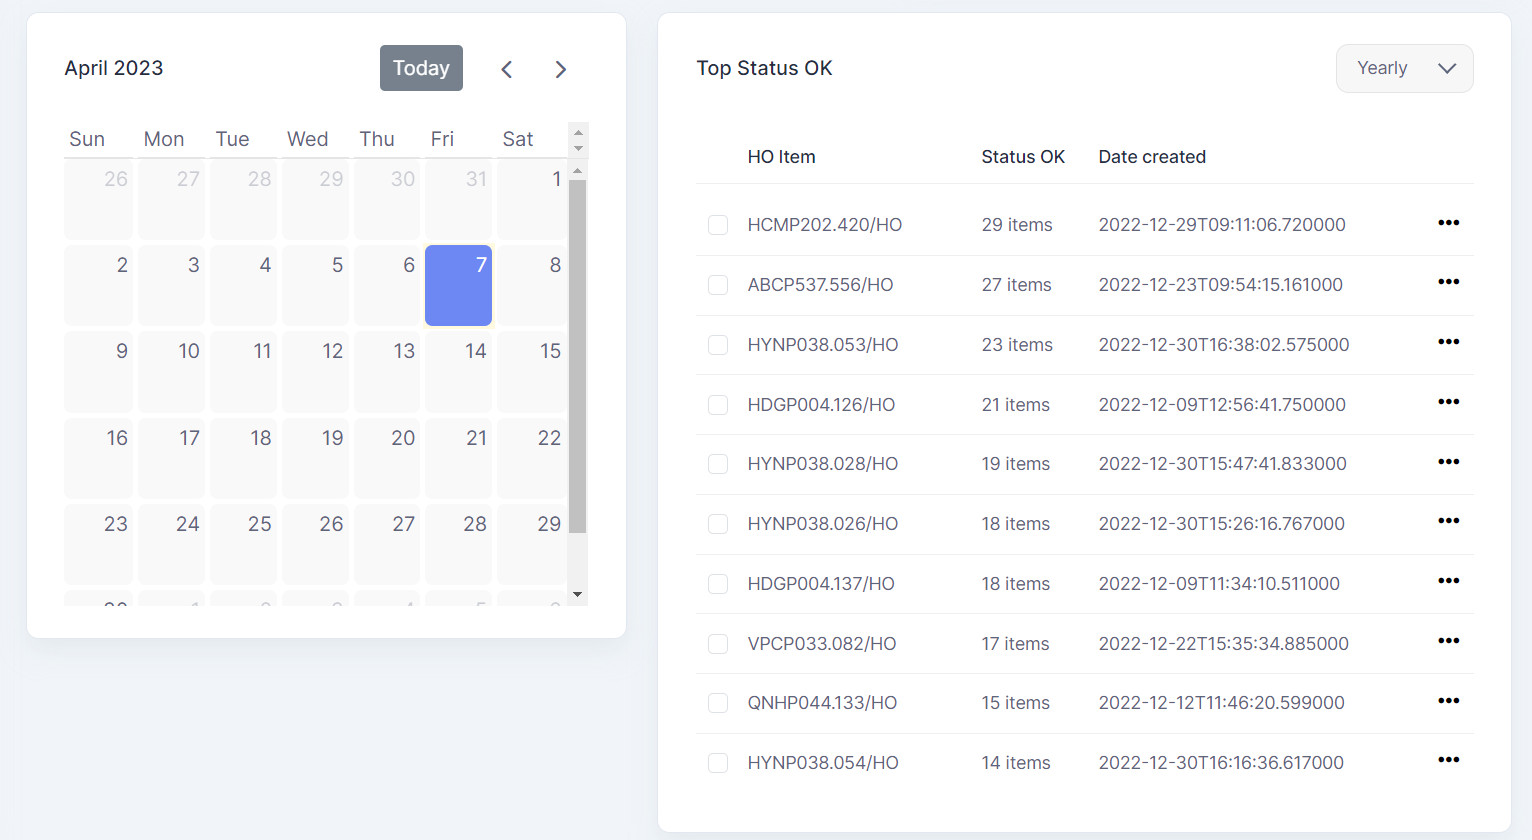 April 2023
Today
Sun Mon Tue Wed Thu Fri Sat
26 27 28 29 30 31 1
2 3 4 5 6 7 8
9 10 11 12 13 14 15
16 17 18 19 20 21 22
23 24 25 26 27 28 29
Top Status OK
Yearly
HO Item Status OK Date created
HCMP202.420/HO 29 items 2022-12-29T09:11:06.720000
ABCP537.556/HO 27 items 2022-12-23T09:54:15.161000
HYNP038.053/HO 23 items 2022-12-30T16:38:02.575000
HDGP004.126/HO 21 items 2022-12-09T12:56:41.750000
HYNP038.028/HO 19 items 2022-12-30T15:47:41.833000
HYNP038.026/HO 18 items 2022-12-30T15:26:16.767000
HDGP004.137/HO 18 items 2022-12-09T11:34:10.511000
VPCP033.082/HO 17 items 2022-12-22T15:35:34.885000
QNHP044.133/HO 15 items 2022-12-12T11:46:20.599000
HYNP038.054/HO 14 items 2022-12-30T16:16:36.617000